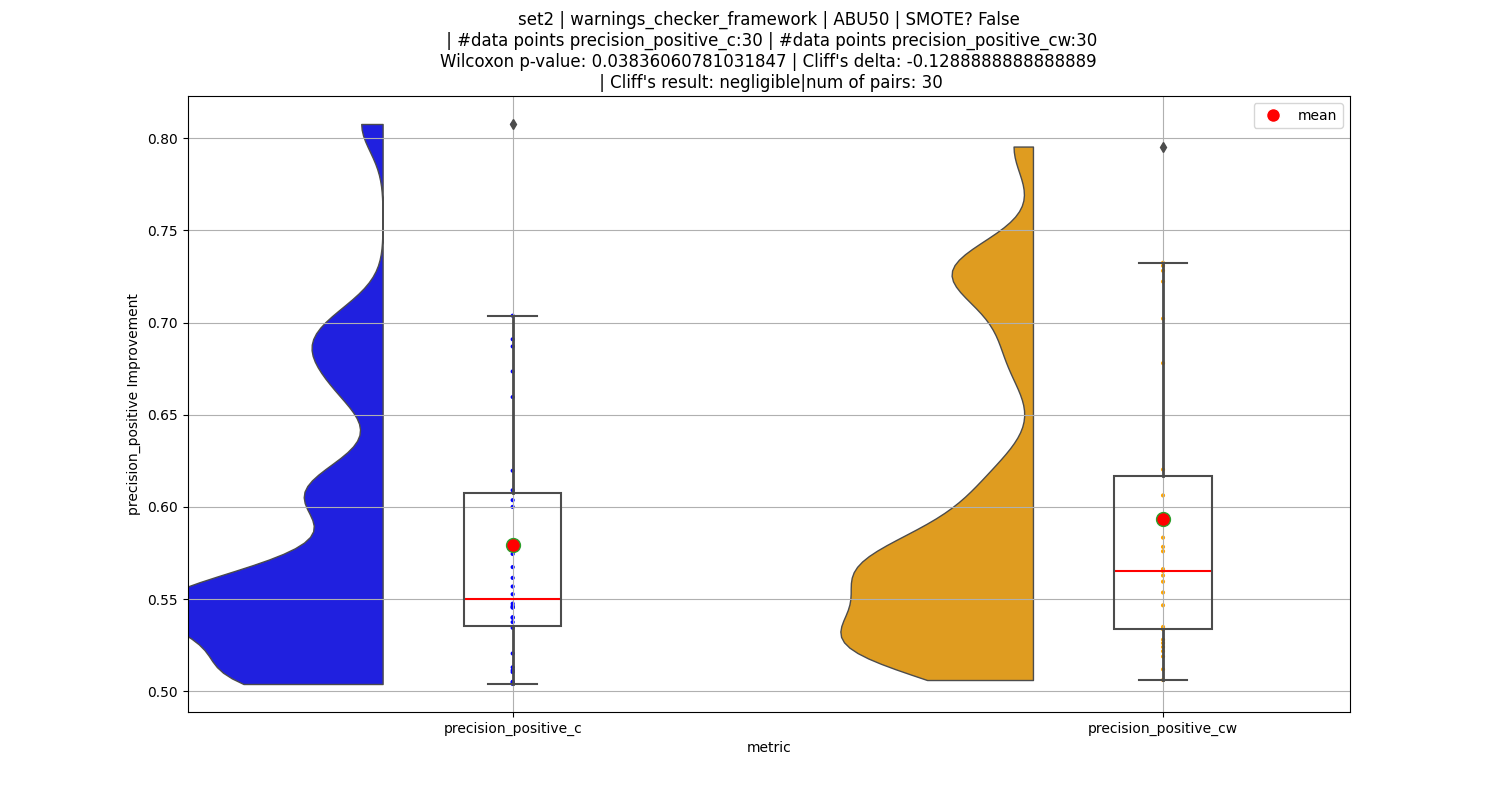 set2 | warnings_checker_framework | ABU50 | SMOTE? False
| #data points precision_positive_c:30 | #data points precision_positive_cw:30
Wilcoxon p-value: 0.03836060781031847 | Cliff's delta: -0.1288888888888889
| Cliff's result: negligible|num of pairs: 30
mean
0.80
0.75
0.70
0.65
0.60
0.55
0.50
precision_positive Improvement
precision_positive_c
precision_positive_cw
metric